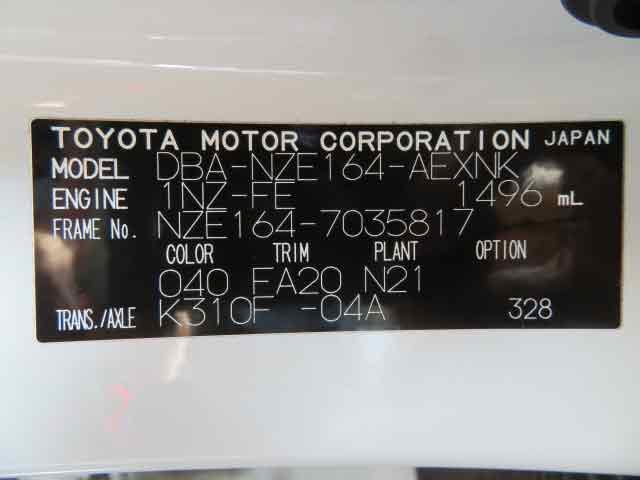 TOYOTA MOTOR CORPORATION JAPAN
MODEL DBA-NZE164-AEXNK
ENGINE 1NZ-FE 1496 mL
FRAME No. NZE164-7035817
COLOR TRIM PLANT OPTION
040 FA20 N21
TRANS./AXLE K310F -04A 328